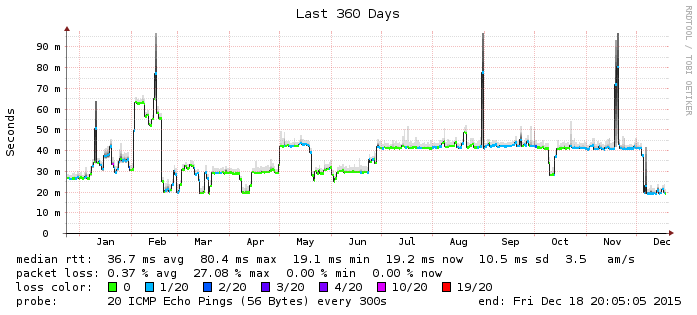 Last 360 Days
RRDTOOL / TOBI OETIKER
Seconds
90 m
80 m
70 m
60 m
50 m
40 m
30 m
20 m
10 m
0
Jan Feb Mar Apr May Jun Jul Aug Sep Oct Nov Dec
median rtt: 36.7 ms avg 80.4 ms max 19.1 ms min 19.2 ms now 10.5 ms sd 3.5 am/s
packet loss: 0.37 % avg 27.08 % max 0.00 % min 0.00 % now
loss color: 0 1/20 2/20 3/20 4/20 10/20 19/20
probe: 20 ICMP Echo Pings (56 Bytes) every 300s end: Fri Dec 18 20:05:05 2015